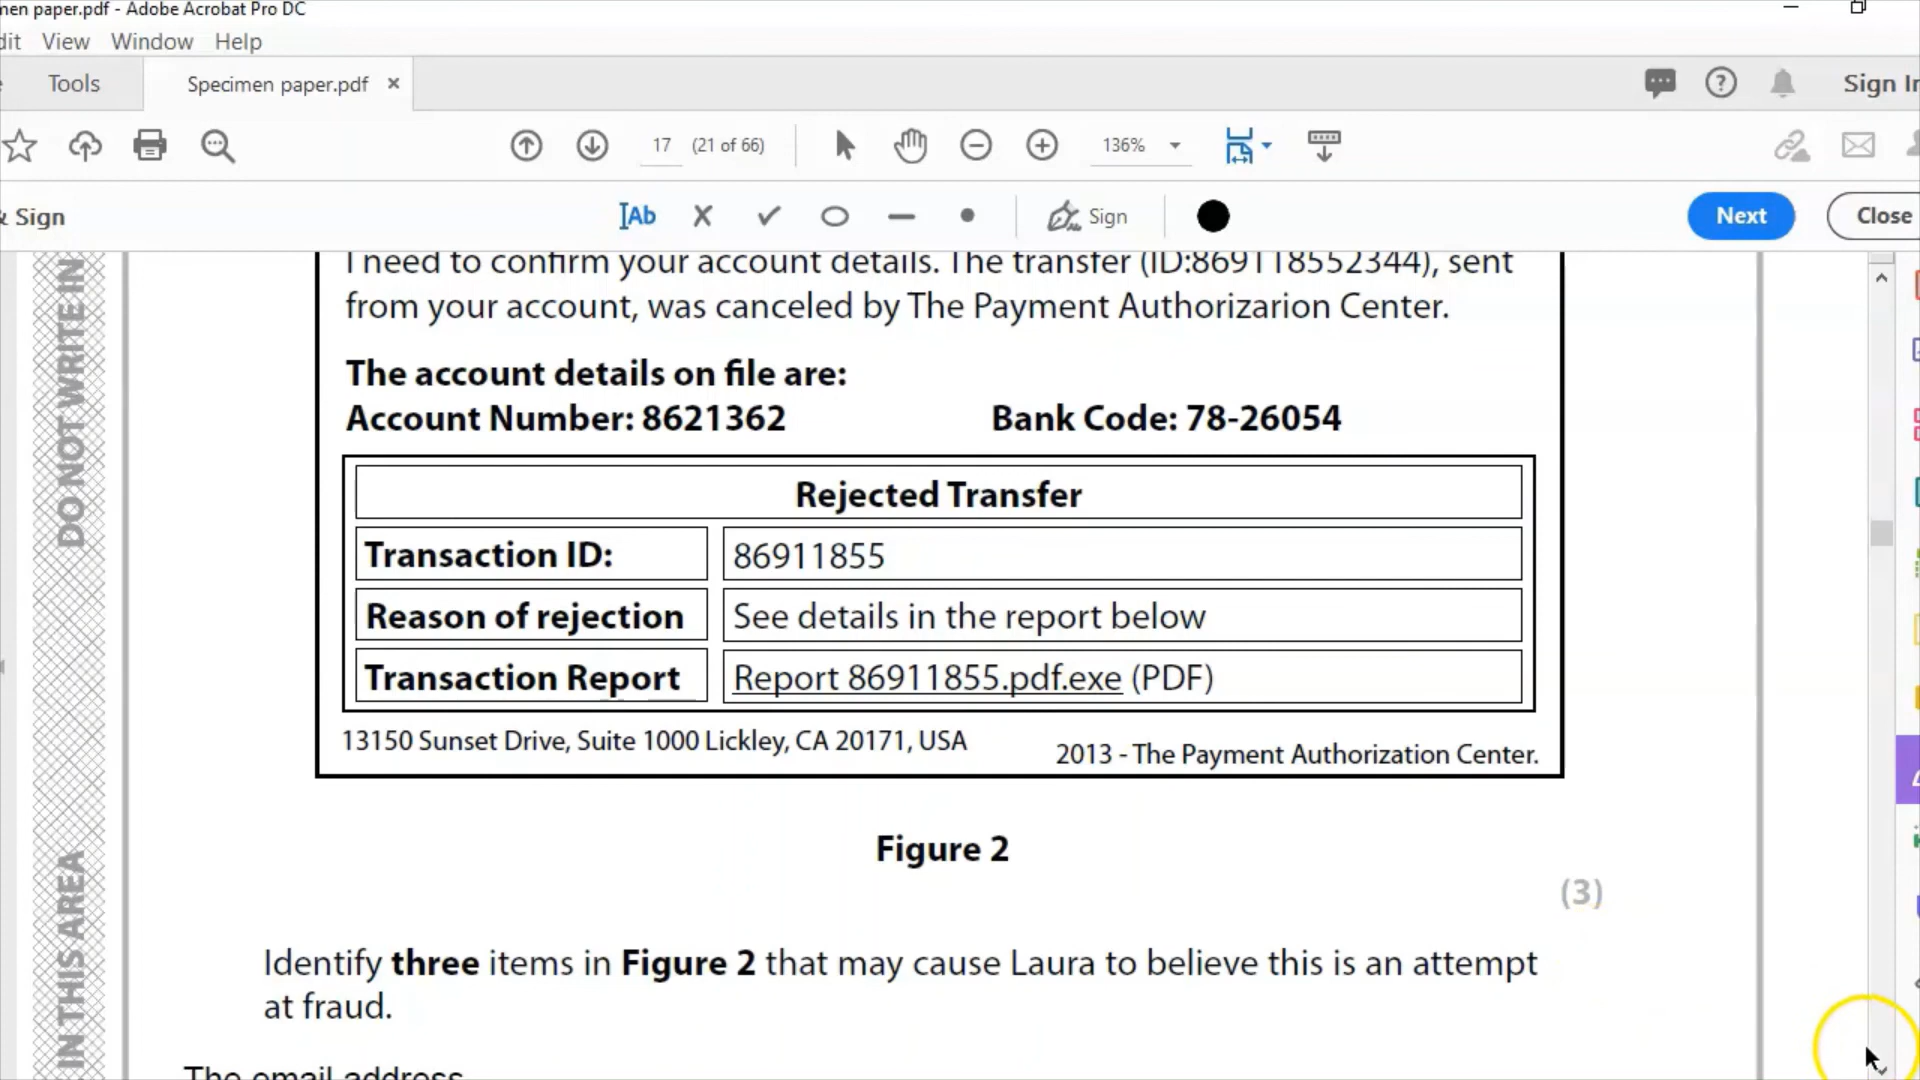 men paper.pdf - Adobe Acrobat Pro DC
dit View Window Help
Tools
Specimen paper.pdf ×
Sign In
17 (21 of 66)
136%
& Sign
IAb
Sign
Next
Close
I need to confirm your account details. The transfer (ID:869118552344), sent
from your account, was canceled by The Payment Authorizarion Center.
The account details on file are:
Account Number: 8621362 Bank Code: 78-26054
Rejected Transfer
Transaction ID: 86911855
Reason of rejection See details in the report below
Transaction Report Report 86911855.pdf.exe (PDF)
13150 Sunset Drive, Suite 1000 Lickley, CA 20171, USA
2013 - The Payment Authorization Center.
Figure 2
(3)
Identify three items in Figure 2 that may cause Laura to believe this is an attempt
at fraud.
The email address
DO NOT WRITE IN
IN THIS AREA